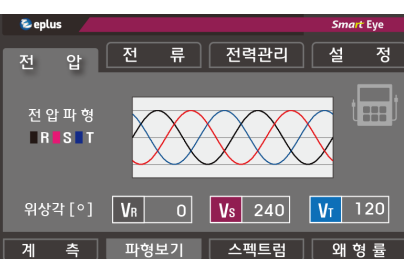 eplus Smart Eye
전 압 전 류 전력관리 설 정
전 압 파 형
R S T
위상각 [ ० ] VR 0 VS 240 VT 120
계 측 파형보기 스펙트럼 왜 형 률